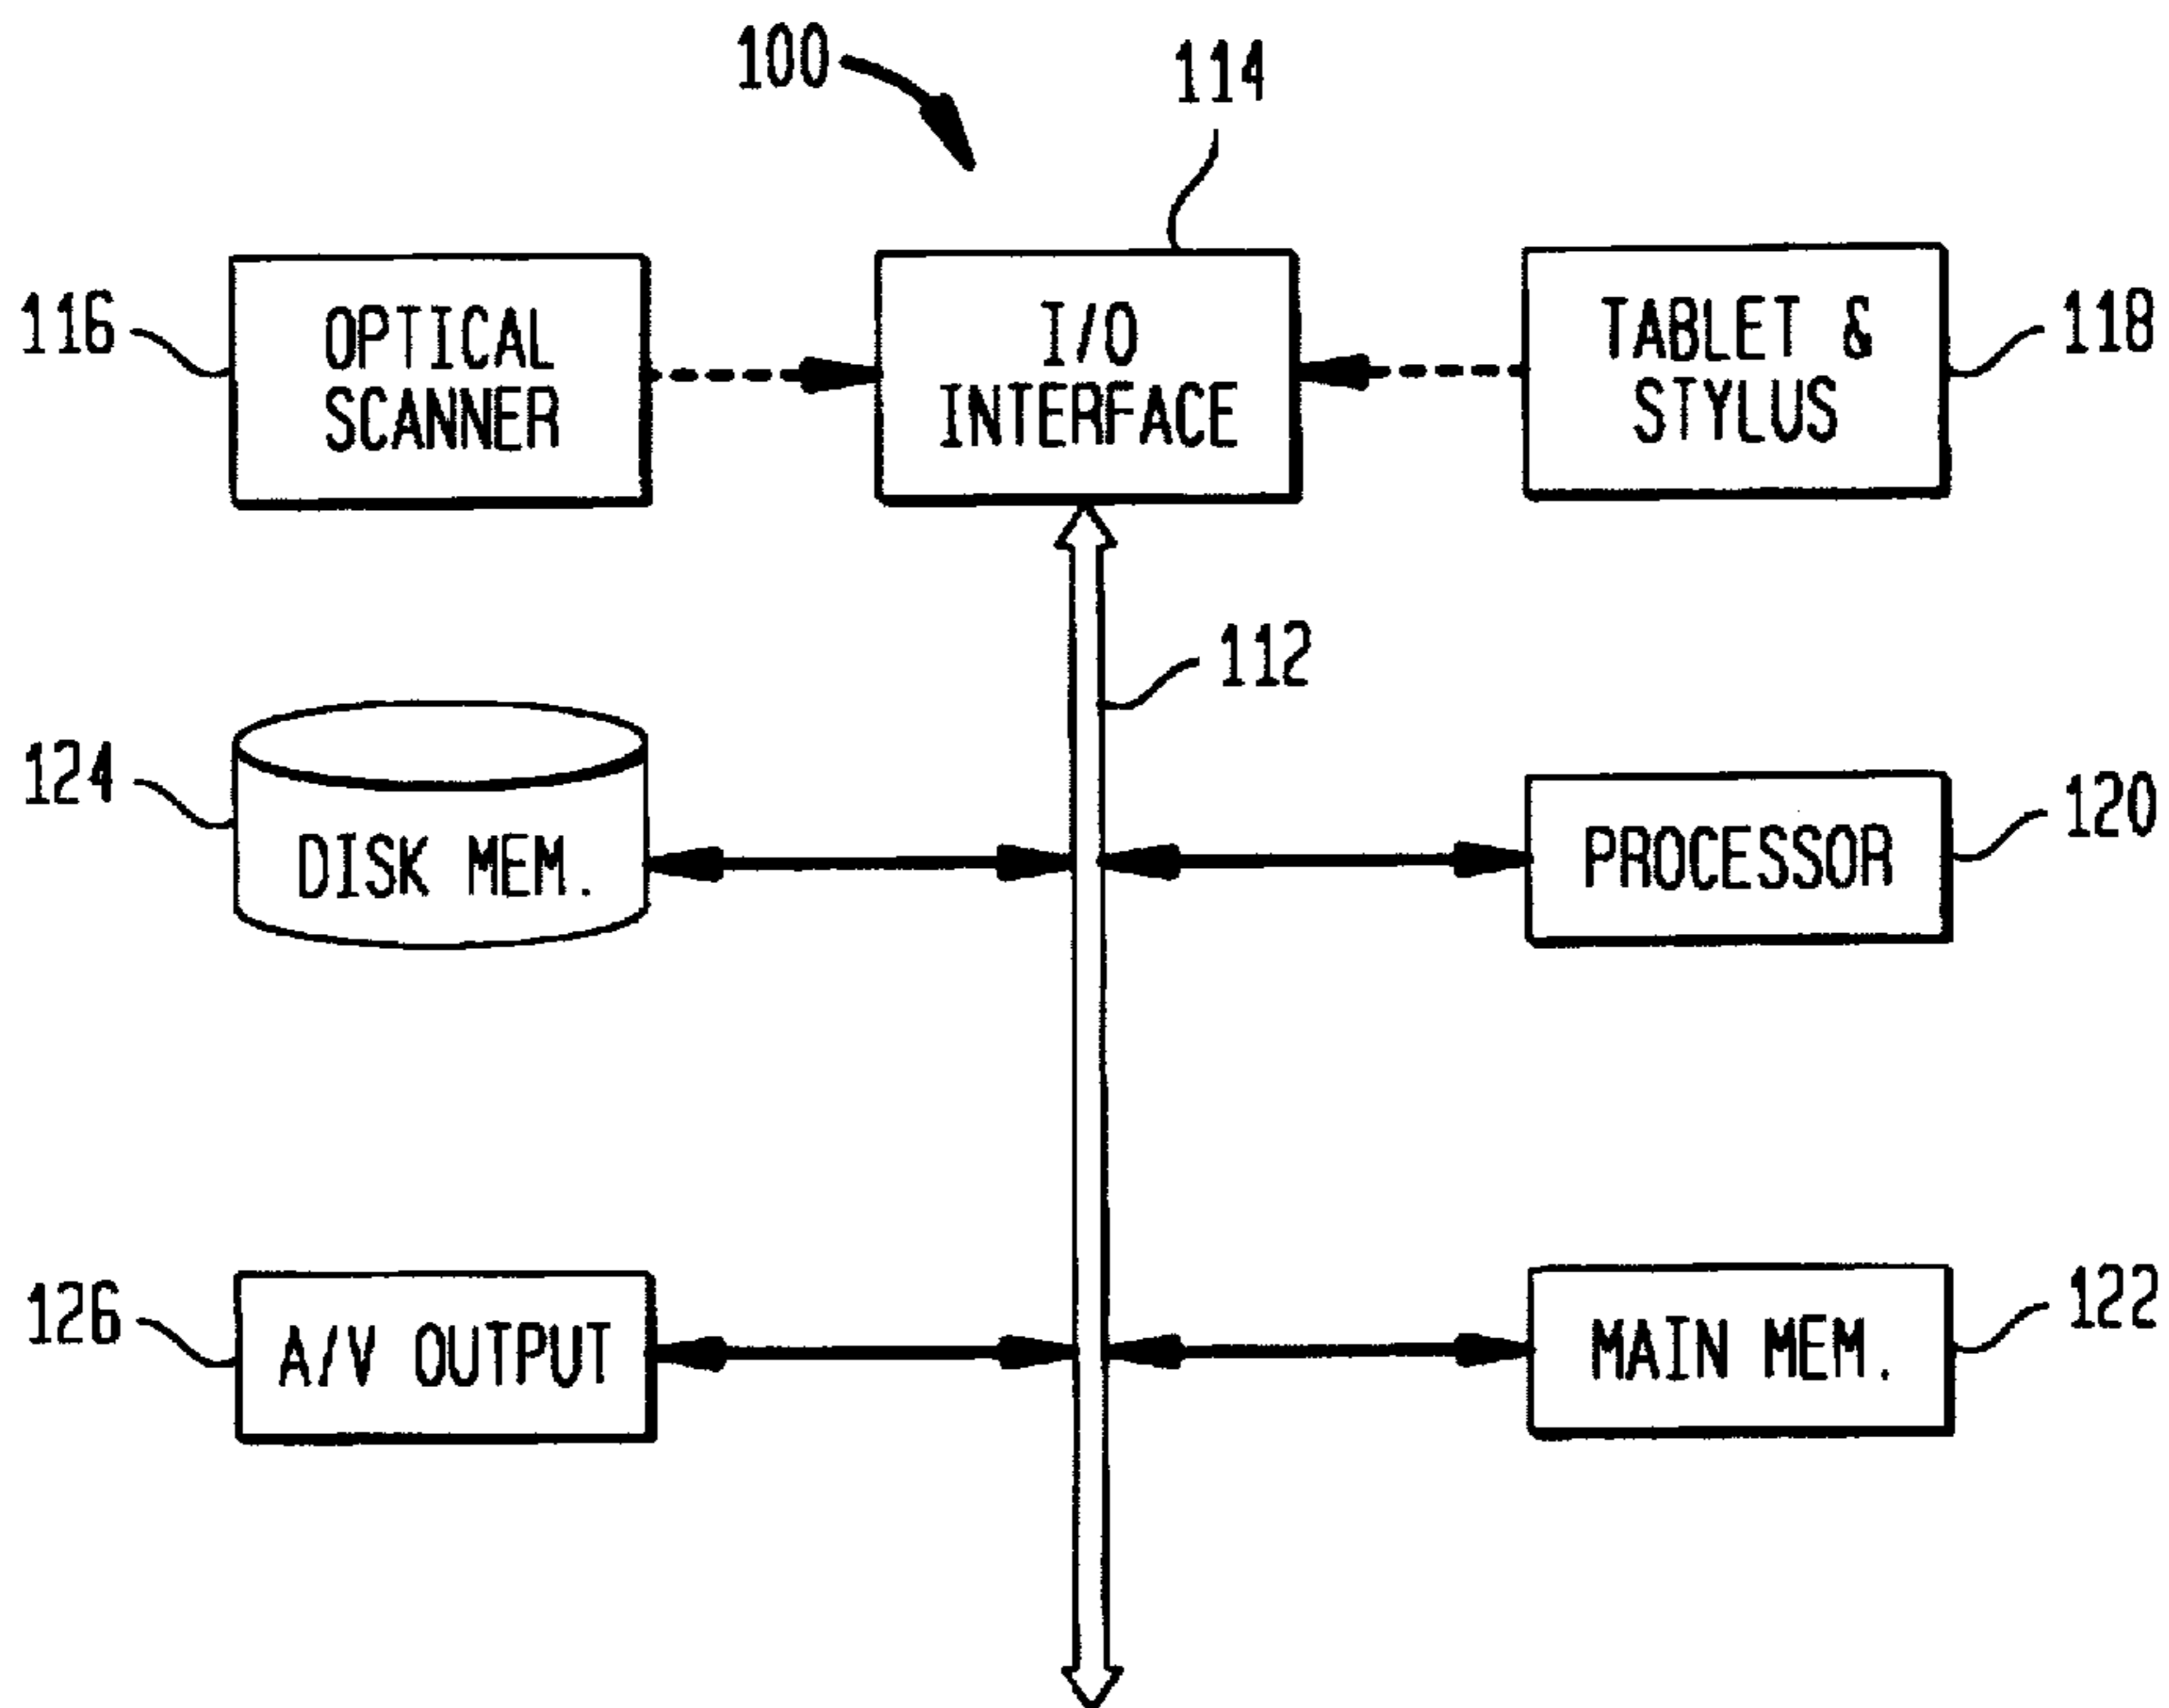 100
114
116
OPTICAL
SCANNER
I/O
INTERFACE
TABLET &
STYLUS
118
112
124
DISK MEM.
PROCESSOR
120
126
A/V OUTPUT
MAIN MEM.
122